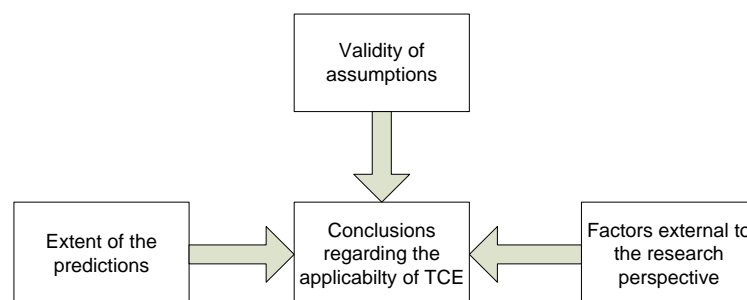 Validity of
assumptions
Extent of the
predictions
Conclusions
regarding the
applicabilty of TCE
Factors external to
the research
perspective